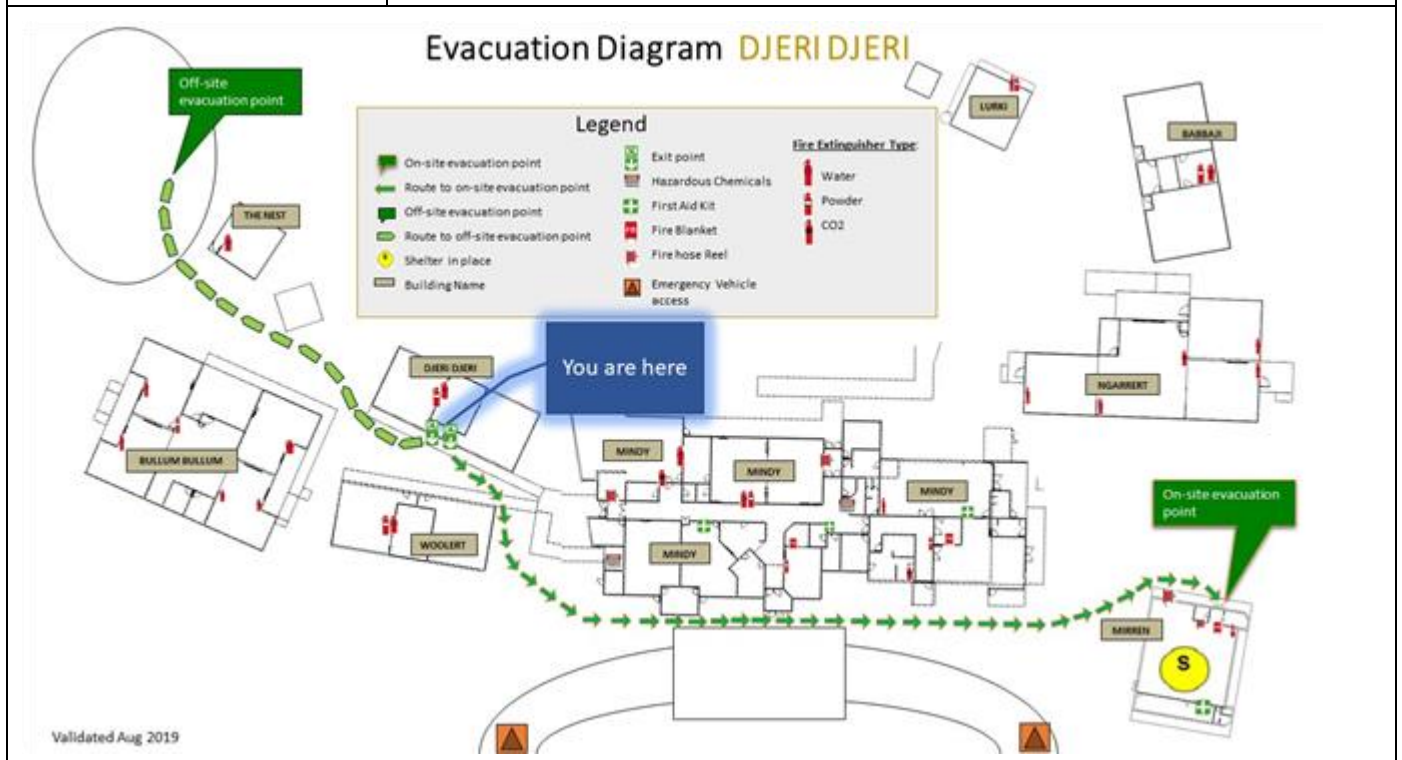 Evacuation Diagram DJERI DJERI
Off-site
evacuation point
Legend
On-site evacuation point
Route to on-site evacuation point
Off-site evacuation point
Route to off-site evacuation point
S
Shelter in place
Building Name
Exit point
Hazardous Chemicals
First Aid Kit
Fire Blanket
Fire hose Reel
Emergency Vehicle
access
Fire Extinguisher Type:
Water
Powder
CO2
LURKI
BABBAJI
THE NEST
DJERI DJERI
You are here
NGARRERT
BULLUM BULLUM
WOOLERT
MINDY
MINDY
MINDY
MINDY
On-site evacuation
point
MIRREN
S
Validated Aug 2019